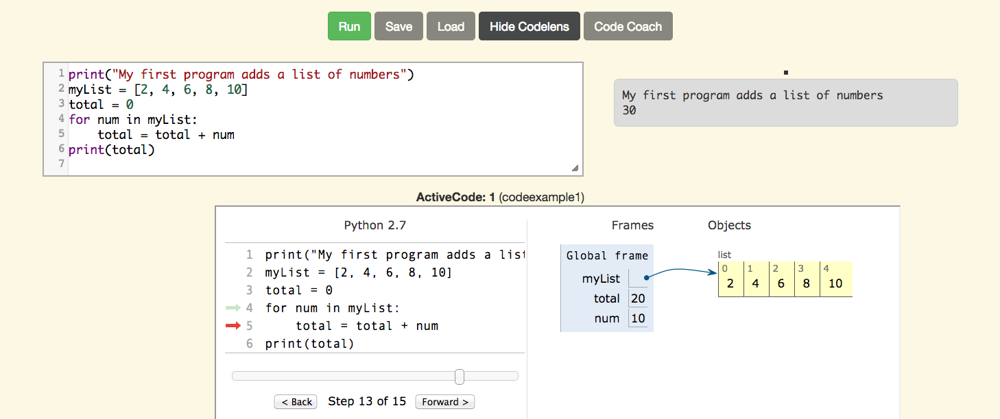 Run Save Load Hide Codelens Code Coach
1 print("My first program adds a list of numbers")
2 myList = [2, 4, 6, 8, 10]
3 total = 0
4 for num in myList:
5     total = total + num
6 print(total)
7
My first program adds a list of numbers
30
ActiveCode: 1 (codeexample1)
Python 2.7
1 print("My first program adds a list
2 myList = [2, 4, 6, 8, 10]
3 total = 0
4 for num in myList:
5     total = total + num
6 print(total)
< Back Step 13 of 15 Forward >
Frames Objects
Global frame
myList
total 20
num 10
list
0 1 2 3 4
2 4 6 8 10